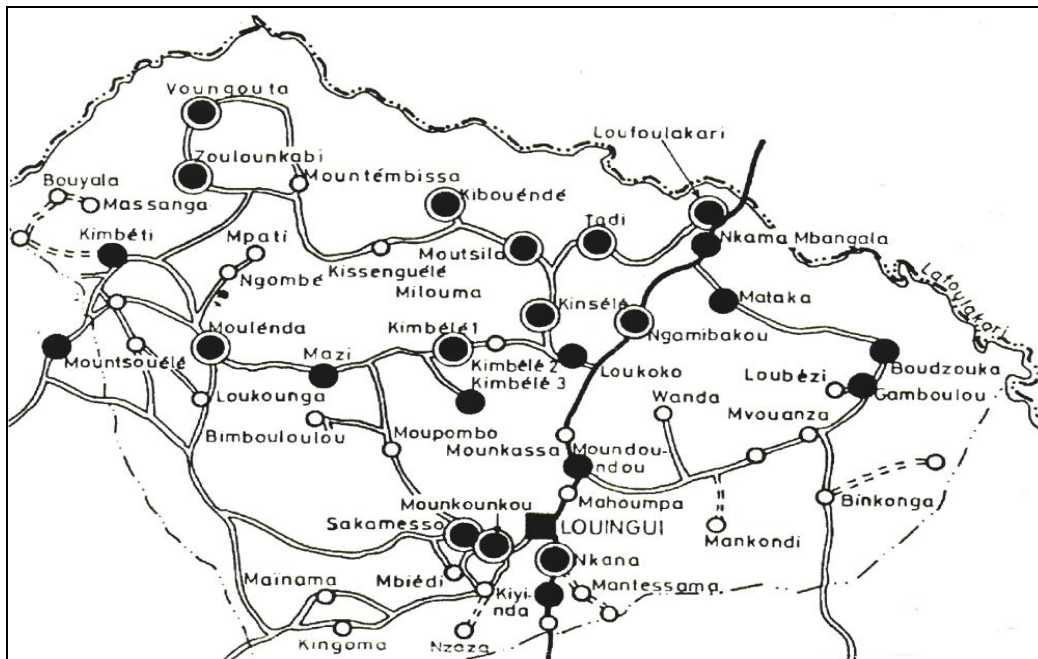 Voungouta
Loufoulakari
Zoulounkabi
Bouyala
Mountémbissa
Massanga
Kibouéndé
Tadi
Kimbéti
Mpati
Moutsila
Nkama Mbangala
Kissenguélé
Ngombé
Milouma
Lafoulakari
Kinsélé
Mataka
Moulénda
Kimbélé 1
Ngamibakou
Mountsouélé
Mazi
Kimbélé 2
Boudzouka
Loukoko
Loubézi
Kimbélé 3
Gamboulou
Loukounga
Wanda
Mvouanza
Bimbouloulou
Moupombo
Mounkassa
Moundou-
ndou
Mounkounkou
Mahoumpa
Binkonga
Sakamesso
LOUINGUI
Mankondi
Nkana
Maïnama
Mbiédi
Mantessama
Kiyi-
nda
Kingoma
Nzaza